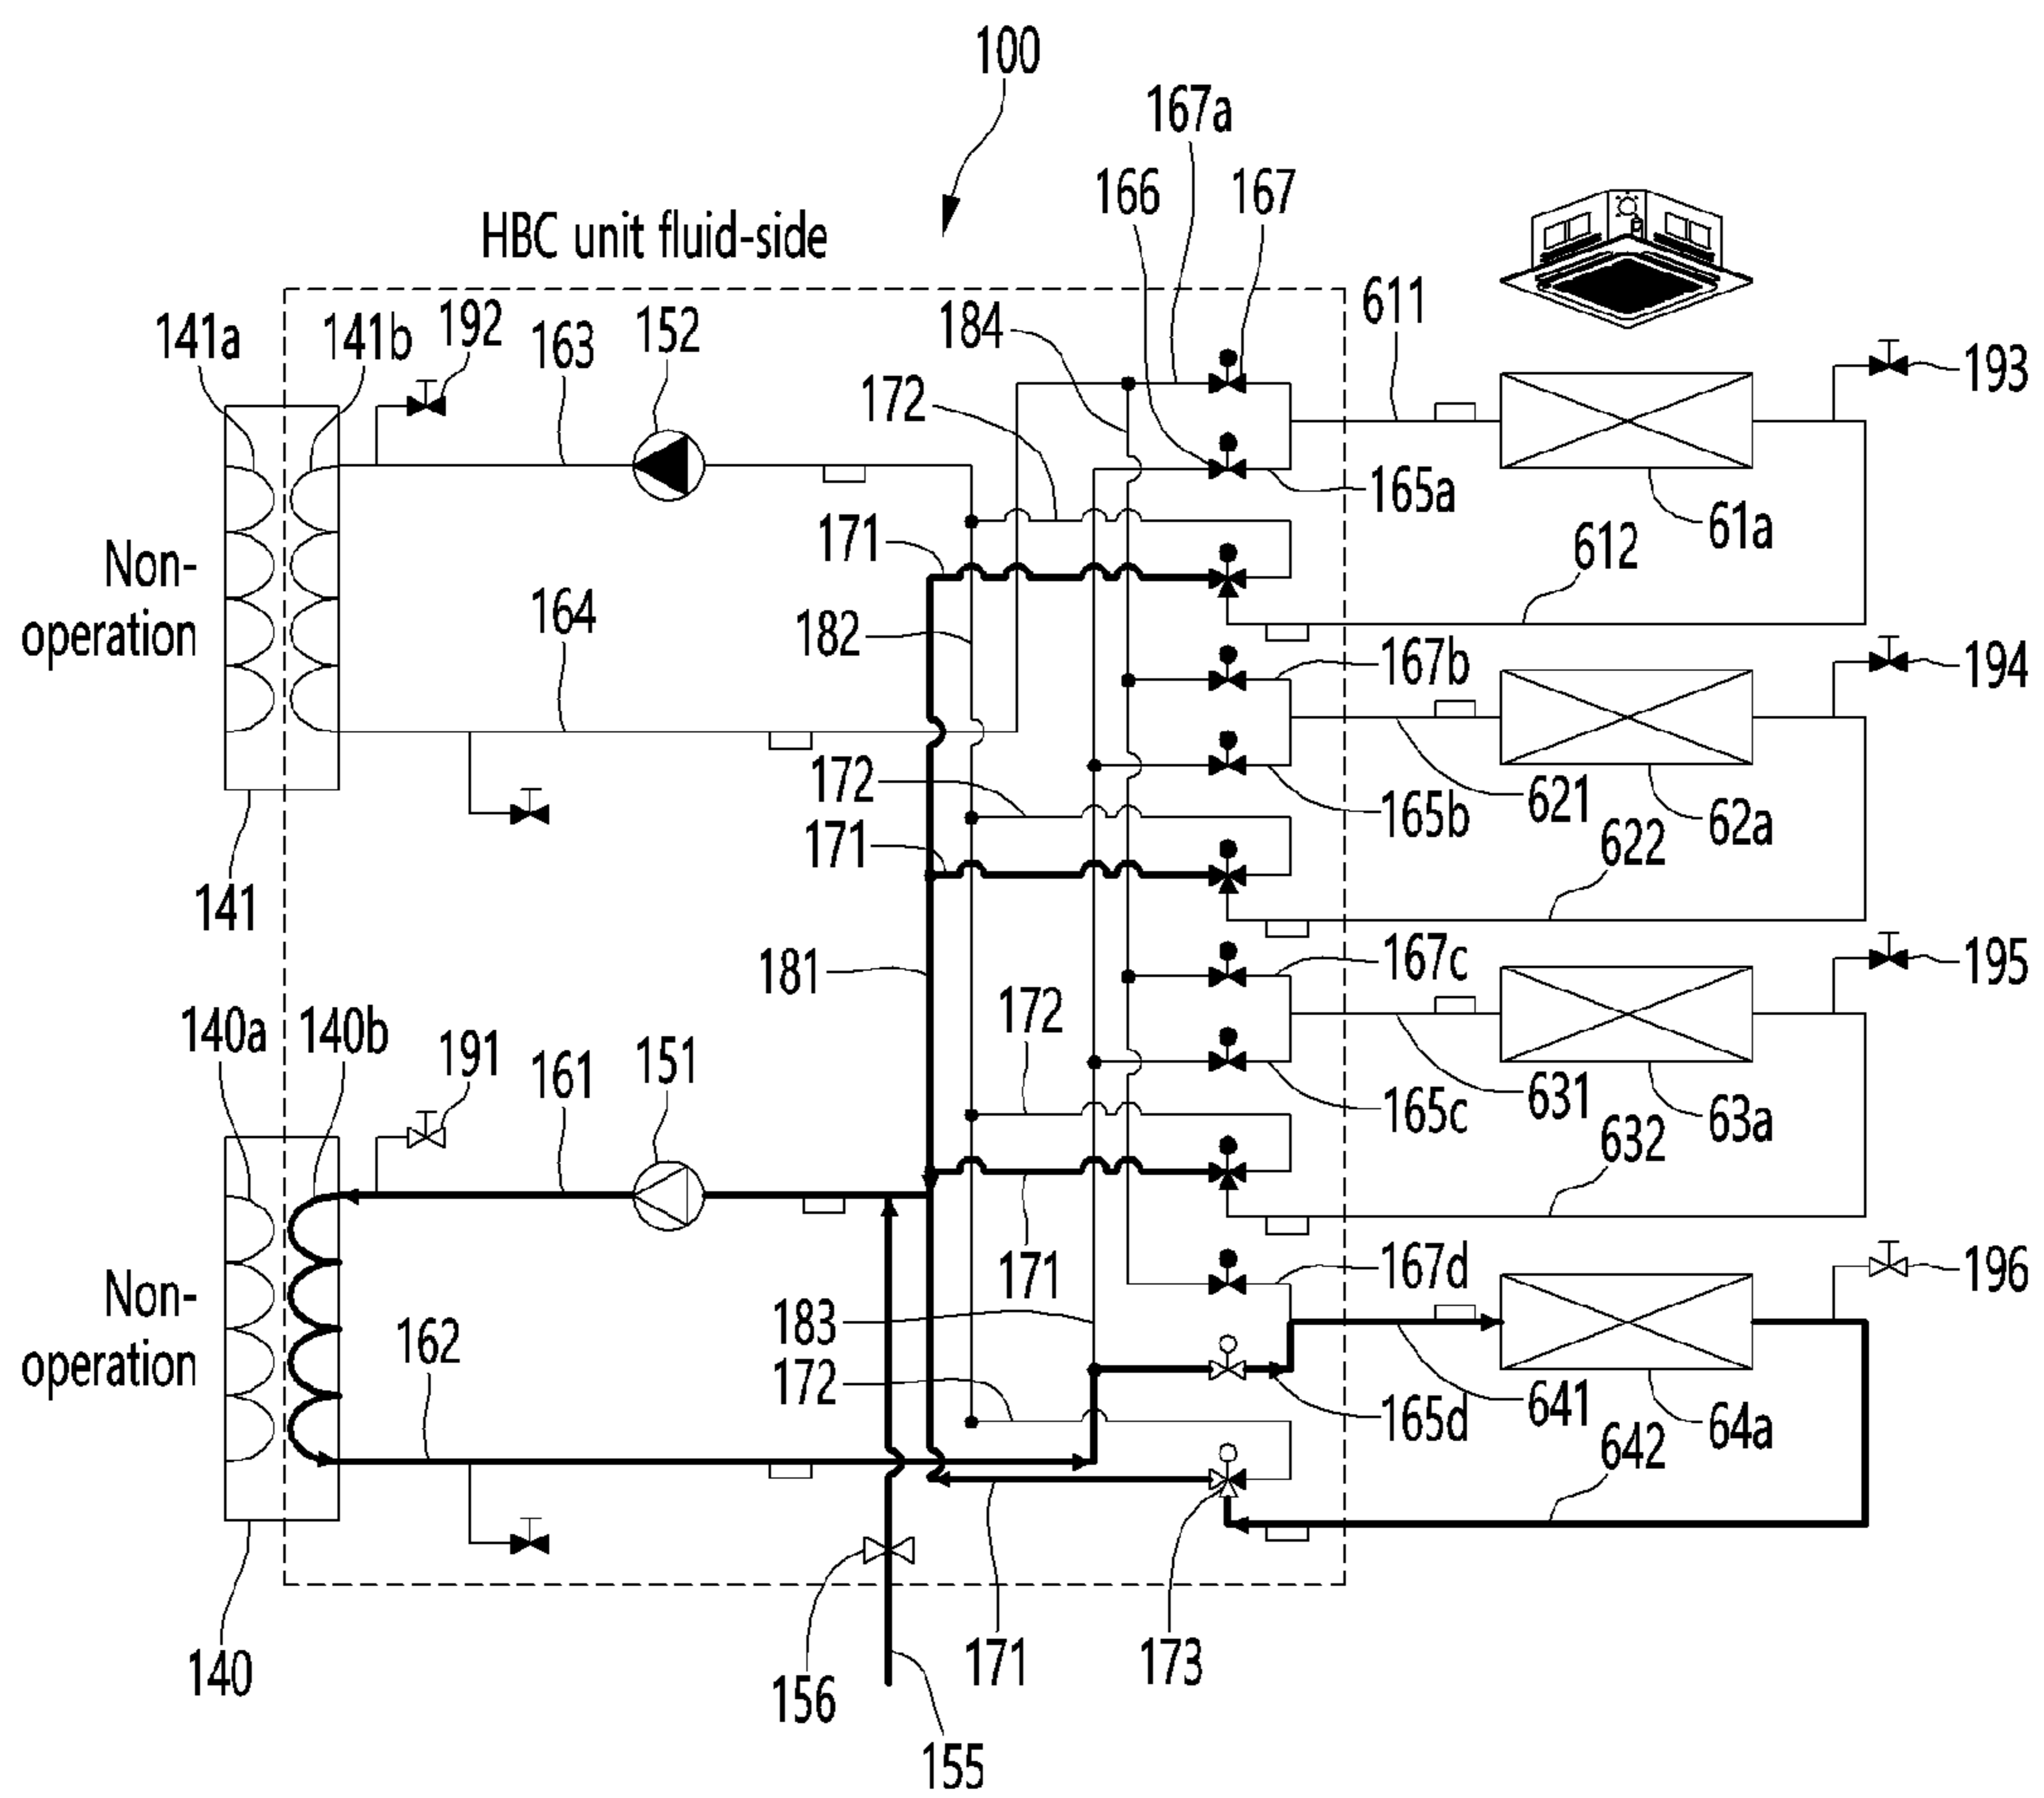 100
167a
166
167
HBC unit fluid-side
141a
141b
192
163
152
184
611
193
172
165a
171
61a
Non-
operation
612
164
182
167b
194
172
165b
621
62a
171
622
141
181
167c
195
140a
140b
191
161
151
172
165c
631
63a
632
171
167d
196
Non-
operation
162
183
172
165d
641
64a
642
140
156
171
173
155